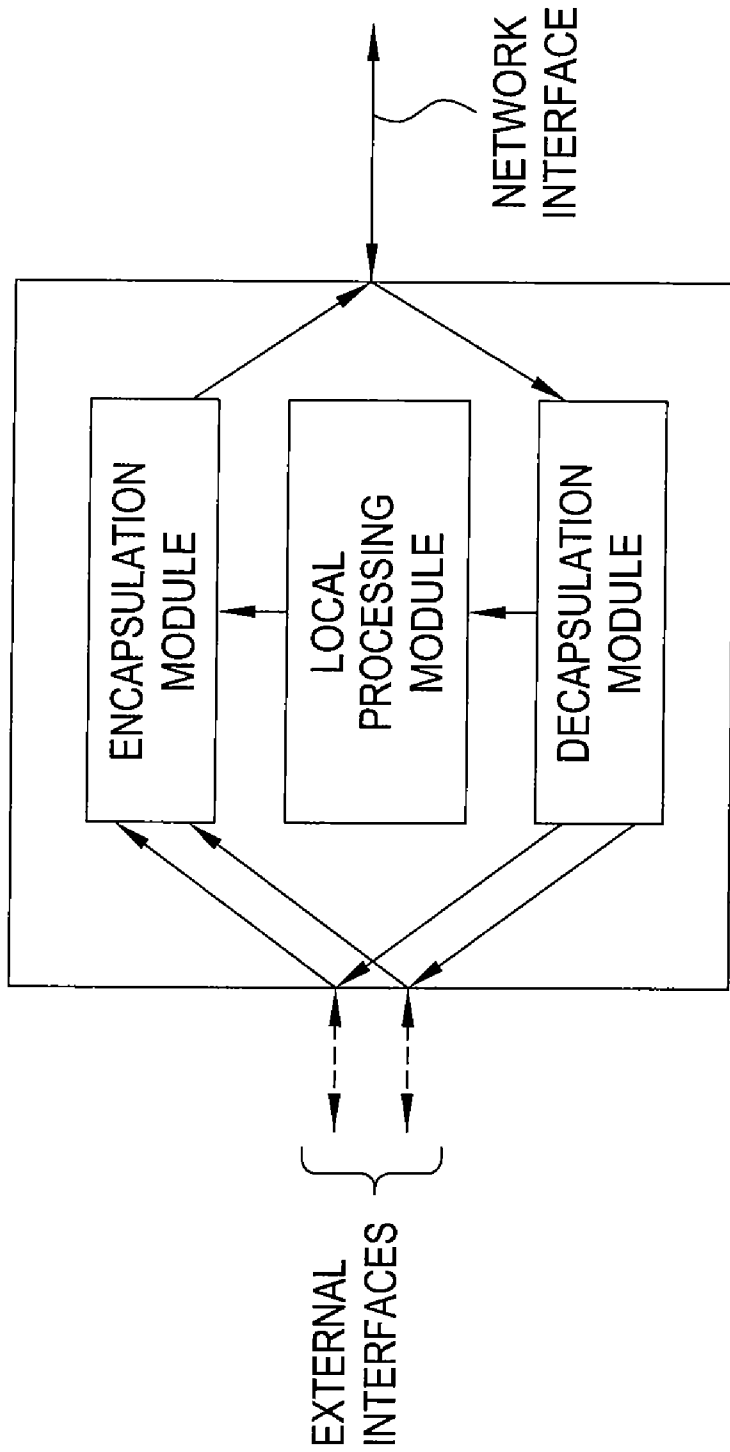 EXTERNAL
INTERFACES
ENCAPSULATION
MODULE
LOCAL
PROCESSING
MODULE
DECAPSULATION
MODULE
NETWORK
INTERFACE